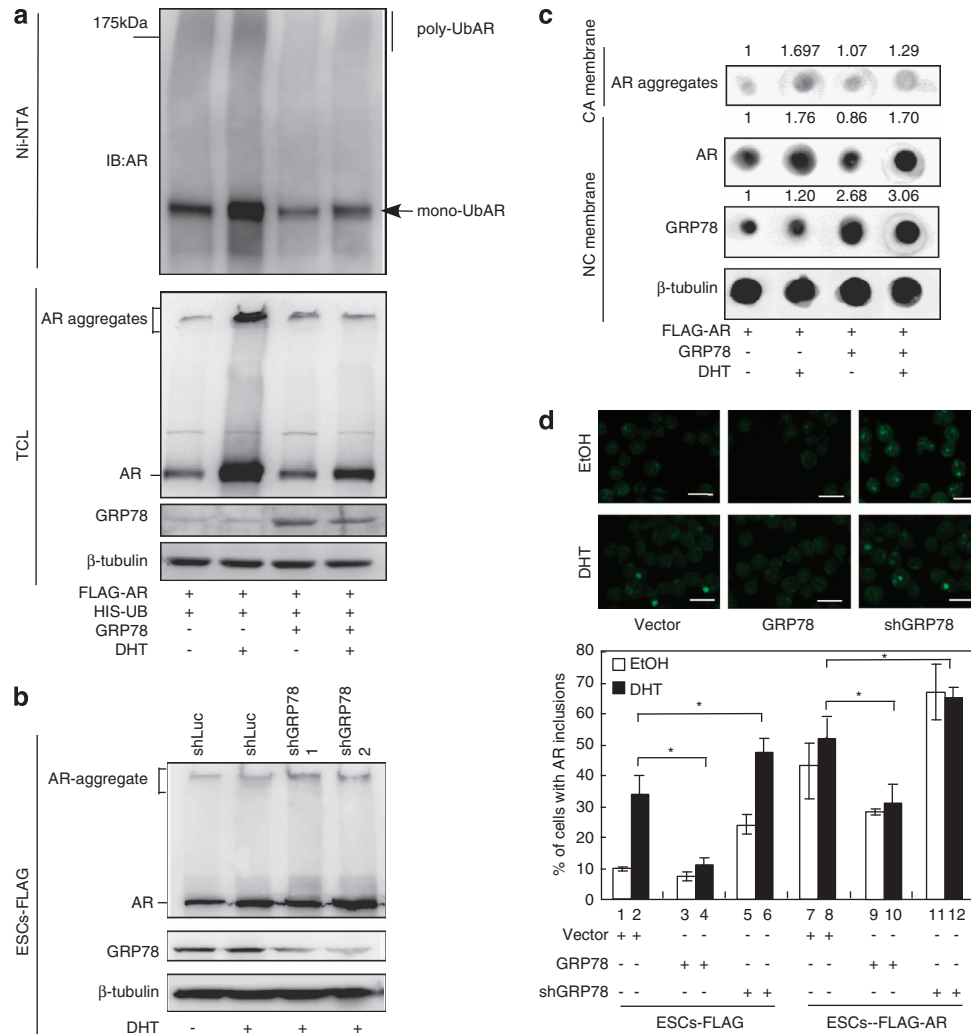 a
Ni-NTA
175kDa
poly-UbAR
IB:AR
mono-UbAR
TCL
AR aggregates
AR
GRP78
β-tubulin
FLAG-AR + + + +
HIS-UB + + + +
GRP78 - - + +
DHT - + - +
b
ESCs-FLAG
shLuc shLuc shGRP78 1 shGRP78 2
AR-aggregate
AR
GRP78
β-tubulin
DHT - + + +
c
CA membrane
1 1.697 1.07 1.29
AR aggregates
NC membrane
1 1.76 0.86 1.70
AR
1 1.20 2.68 3.06
GRP78
β-tubulin
FLAG-AR + + + +
GRP78 - - + +
DHT - + - +
d
EtOH
DHT
Vector GRP78 shGRP78
% of cells with AR inclusions
80
70
60
50
40
30
20
10
0
EtOH
DHT
* * * *
1 2 3 4 5 6 7 8 9 10 11 12
Vector + + - - - - + + - - - -
GRP78 - - + + - - - - + + - -
shGRP78 - - - - + + - - - - + +
ESCs-FLAG ESCs--FLAG-AR